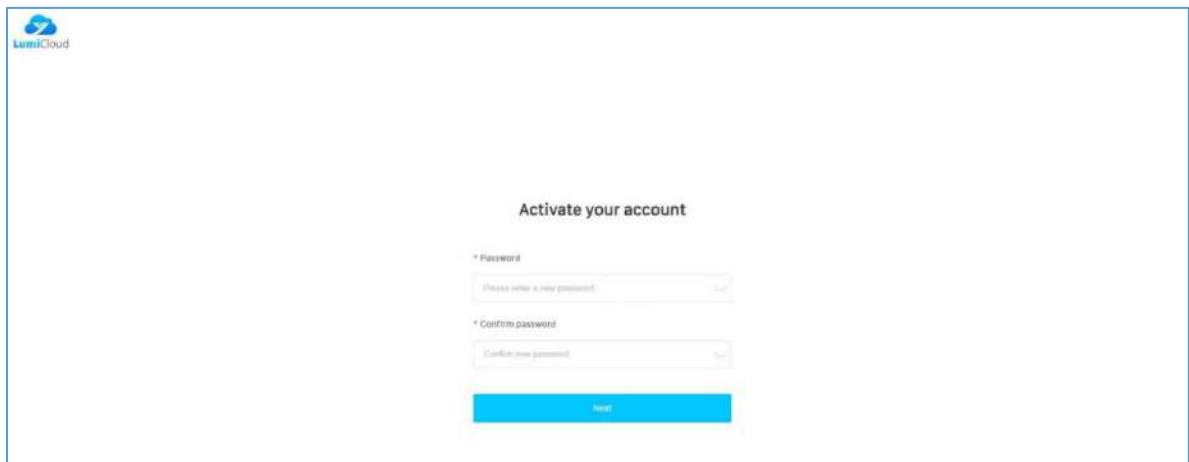 LumiCloud
Activate your account
* Password
Please enter a new password
* Confirm password
Confirm new password
Next